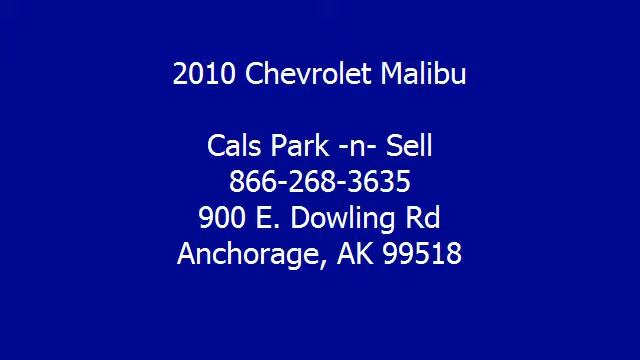 2010 Chevrolet Malibu
Cals Park -n- Sell
866-268-3635
900 E. Dowling Rd
Anchorage, AK 99518